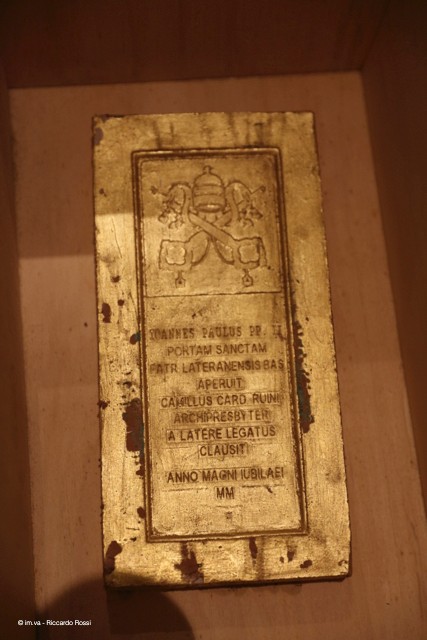 IOANNES PAULUS PP. II
PORTAM SANCTAM
PATR LATERANENSIS BAS
APERUIT
CAMILLUS CARD RUINI
ARCHIPRESBYTER
A LATERE LEGATUS
CLAUSIT
ANNO MAGNI IUBILAEI
MM
© im.va - Riccardo Rossi